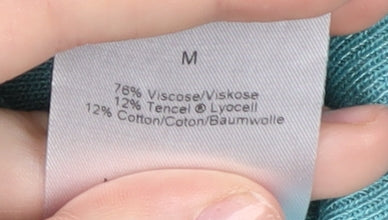 M
76% Viscose/Viskose
12% Tencel ® Lyocell
12% Cotton/Coton/Baumwolle